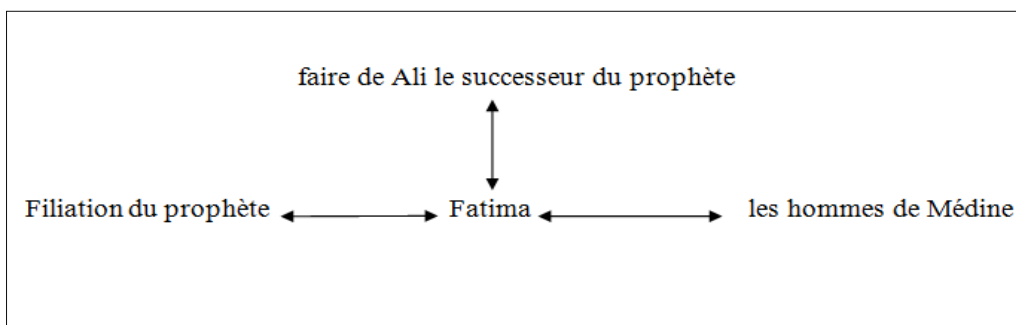 faire de Ali le successeur du prophète
Filiation du prophète Fatima les hommes de Médine